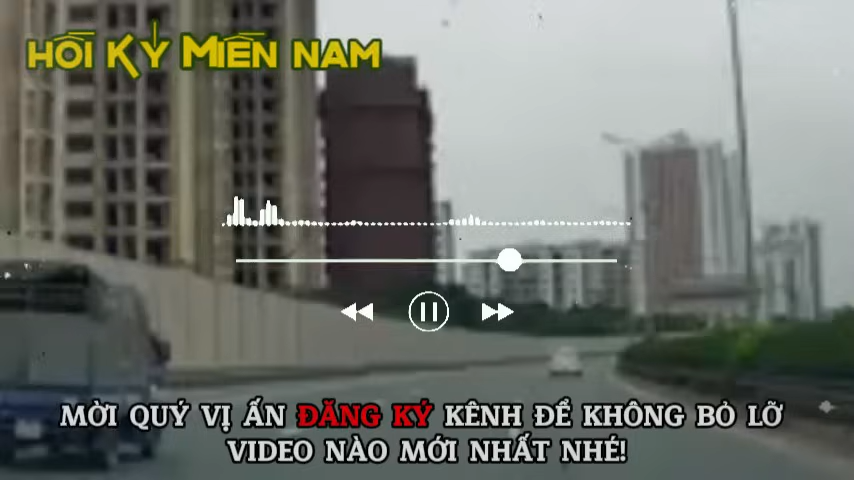 HỒI KÝ MIỀN NAM
MỜI QUÝ VỊ ẤN ĐĂNG KÝ KÊNH ĐỂ KHÔNG BỎ LỠ
VIDEO NÀO MỚI NHẤT NHÉ!